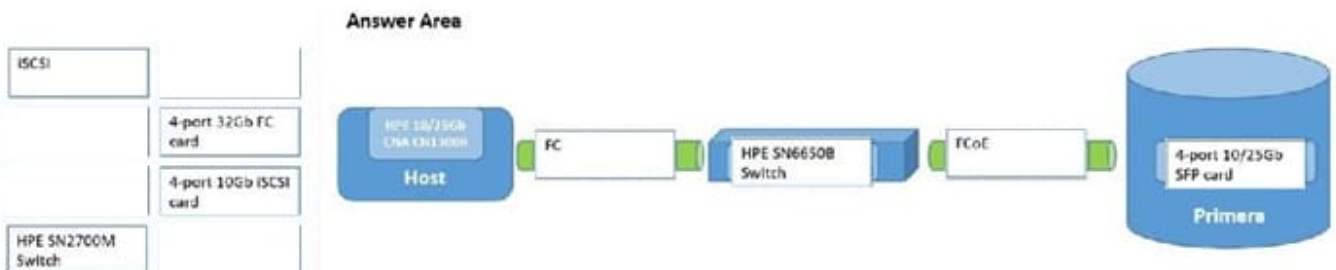 Answer Area
iSCSI
4-port 32Gb FC
card
4-port 10Gb iSCSI
card
HPE SN2700M
Switch
HPE 10/25Gb
CNA CN1300R
Host
FC
HPE SN6650B
Switch
FCoE
4-port 10/25Gb
SFP card
Primera